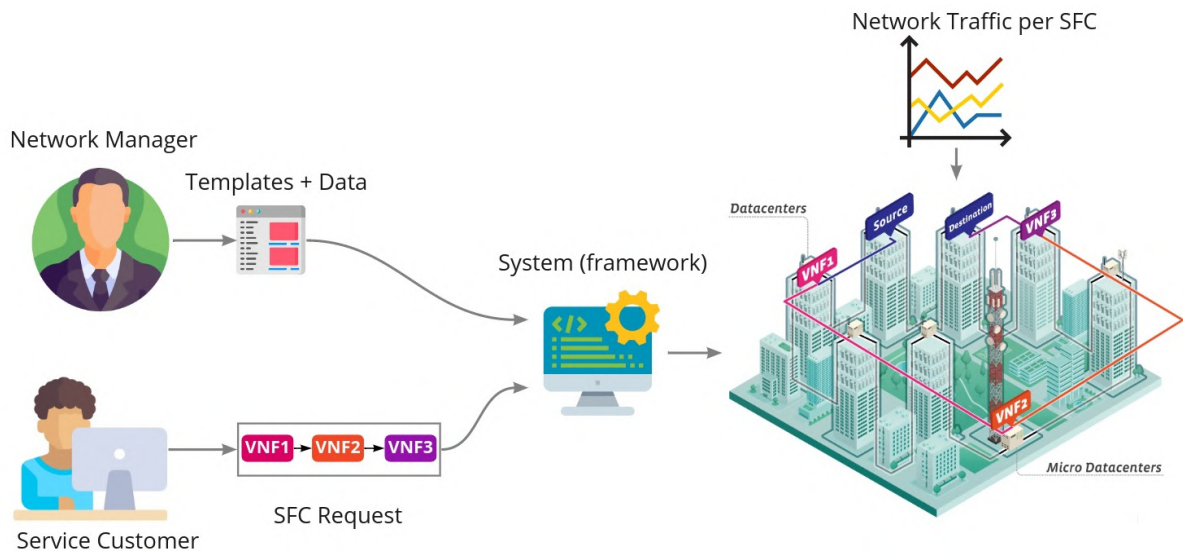 Network Traffic per SFC
Network Manager
Templates + Data
Datacenters
Source
Destination
VNF3
VNF1
System (framework)
</>
VNF2
Micro Datacenters
VNF1
VNF2
VNF3
SFC Request
Service Customer